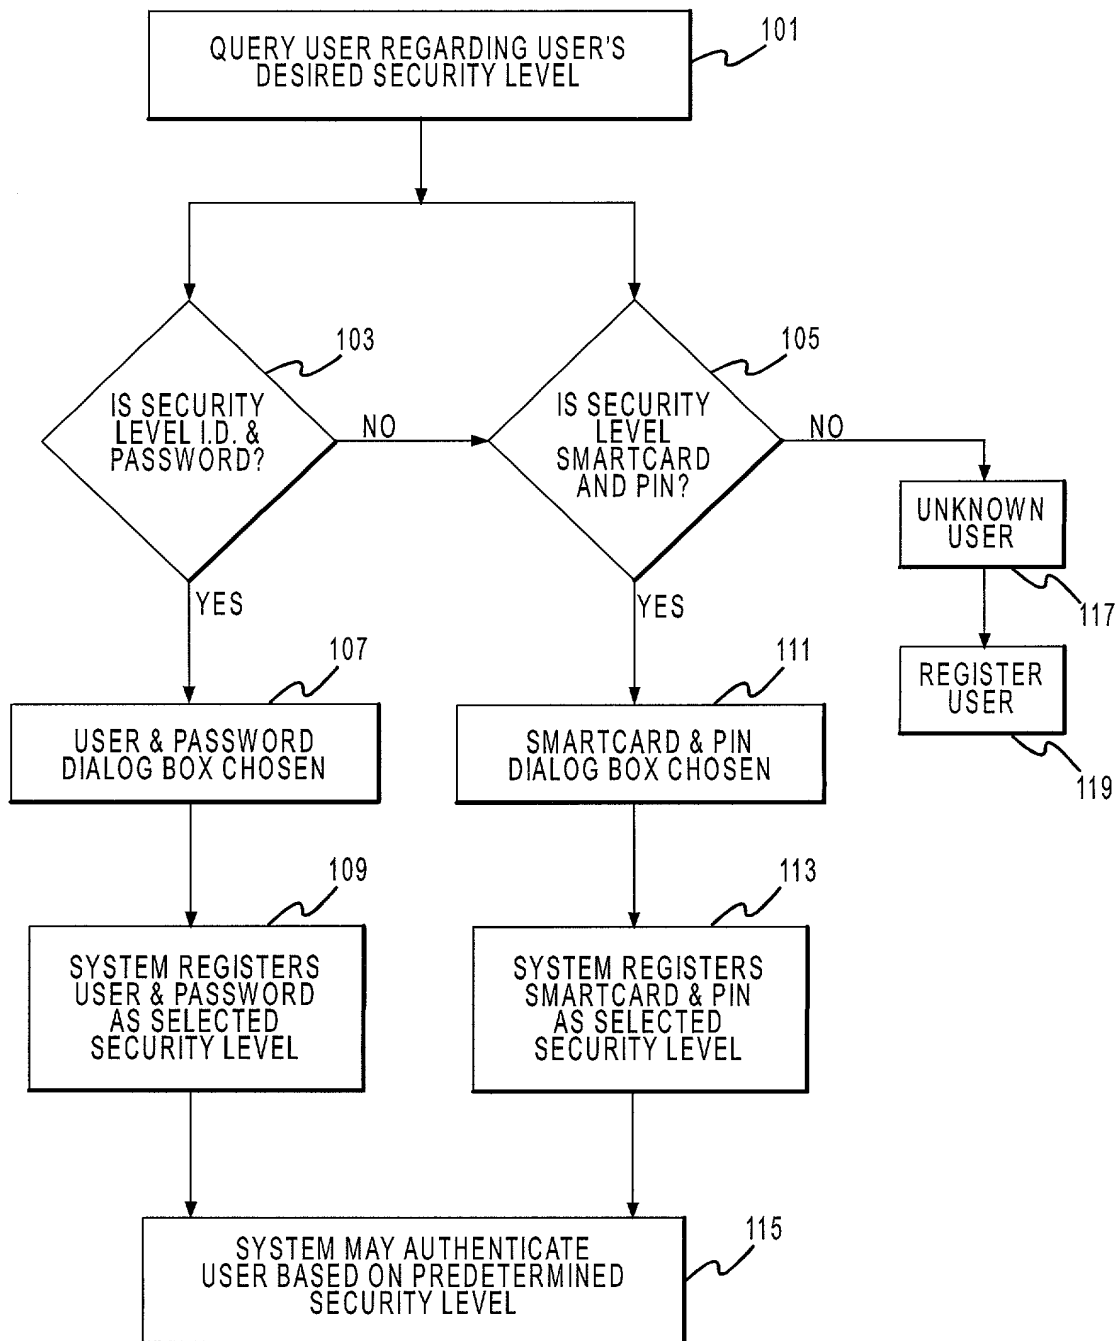 101
QUERY USER REGARDING USER'S
DESIRED SECURITY LEVEL
103
105
IS SECURITY
LEVEL I.D. &
PASSWORD?
NO
IS SECURITY
LEVEL
SMARTCARD
AND PIN?
NO
UNKNOWN
USER
117
YES
YES
REGISTER
USER
119
107
111
USER & PASSWORD
DIALOG BOX CHOSEN
SMARTCARD & PIN
DIALOG BOX CHOSEN
109
113
SYSTEM REGISTERS
USER & PASSWORD
AS SELECTED
SECURITY LEVEL
SYSTEM REGISTERS
SMARTCARD & PIN
AS SELECTED
SECURITY LEVEL
115
SYSTEM MAY AUTHENTICATE
USER BASED ON PREDETERMINED
SECURITY LEVEL